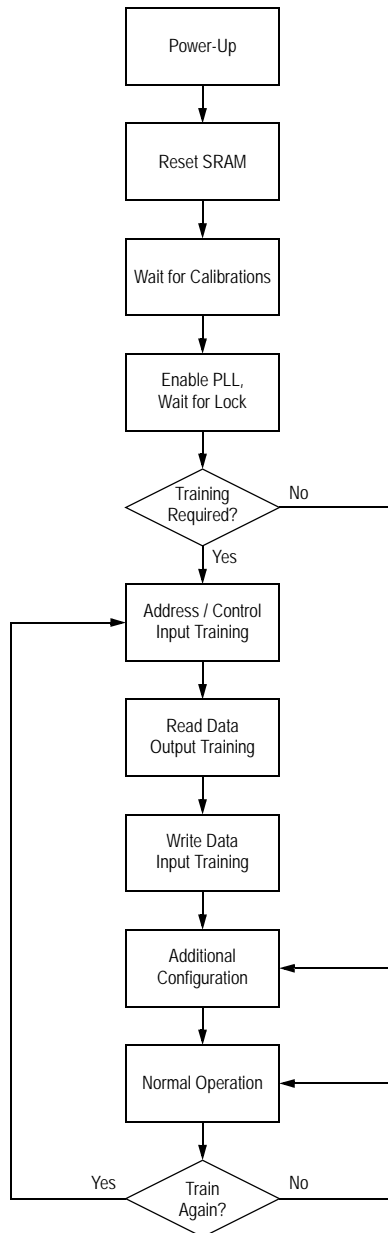 Power-Up
Reset SRAM
Wait for Calibrations
Enable PLL,
Wait for Lock
Training
Required?
No
Yes
Address / Control
Input Training
Read Data
Output Training
Write Data
Input Training
Additional
Configuration
Normal Operation
Yes
Train
Again?
No